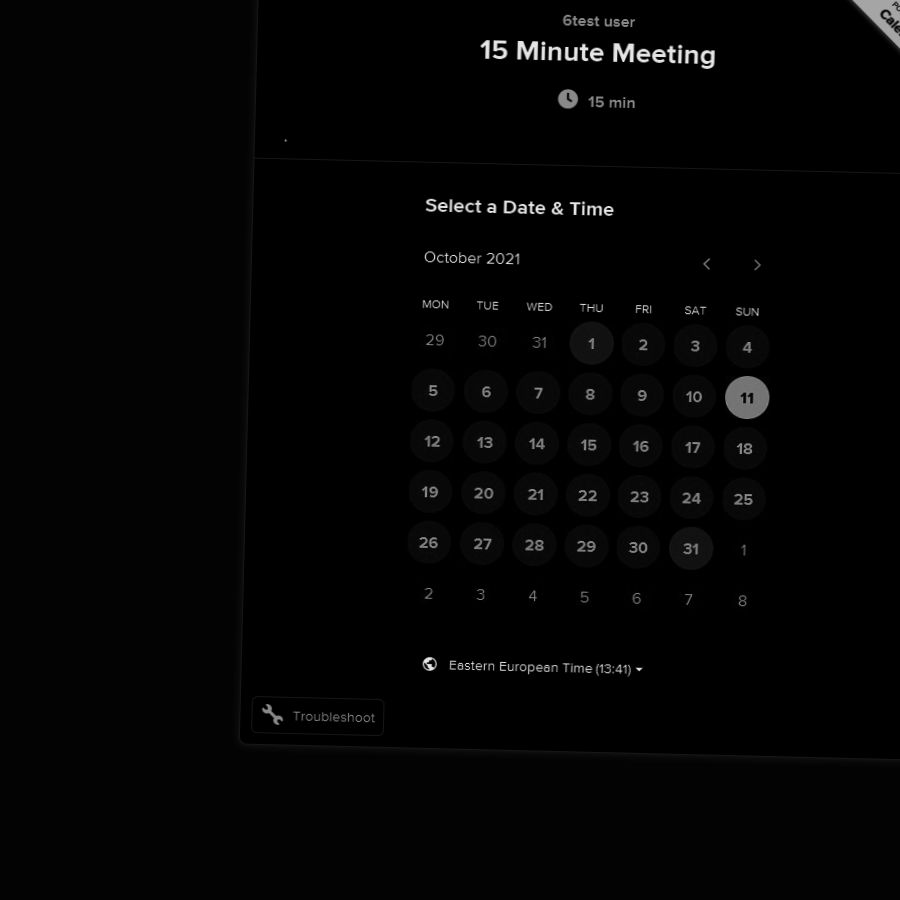 6test user
15 Minute Meeting
15 min
Select a Date & Time
October 2021
MON TUE WED THU FRI SAT SUN
29 30 31 1 2 3 4
5 6 7 8 9 10 11
12 13 14 15 16 17 18
19 20 21 22 23 24 25
26 27 28 29 30 31 1
2 3 4 5 6 7 8
Eastern European Time (13:41)
Troubleshoot